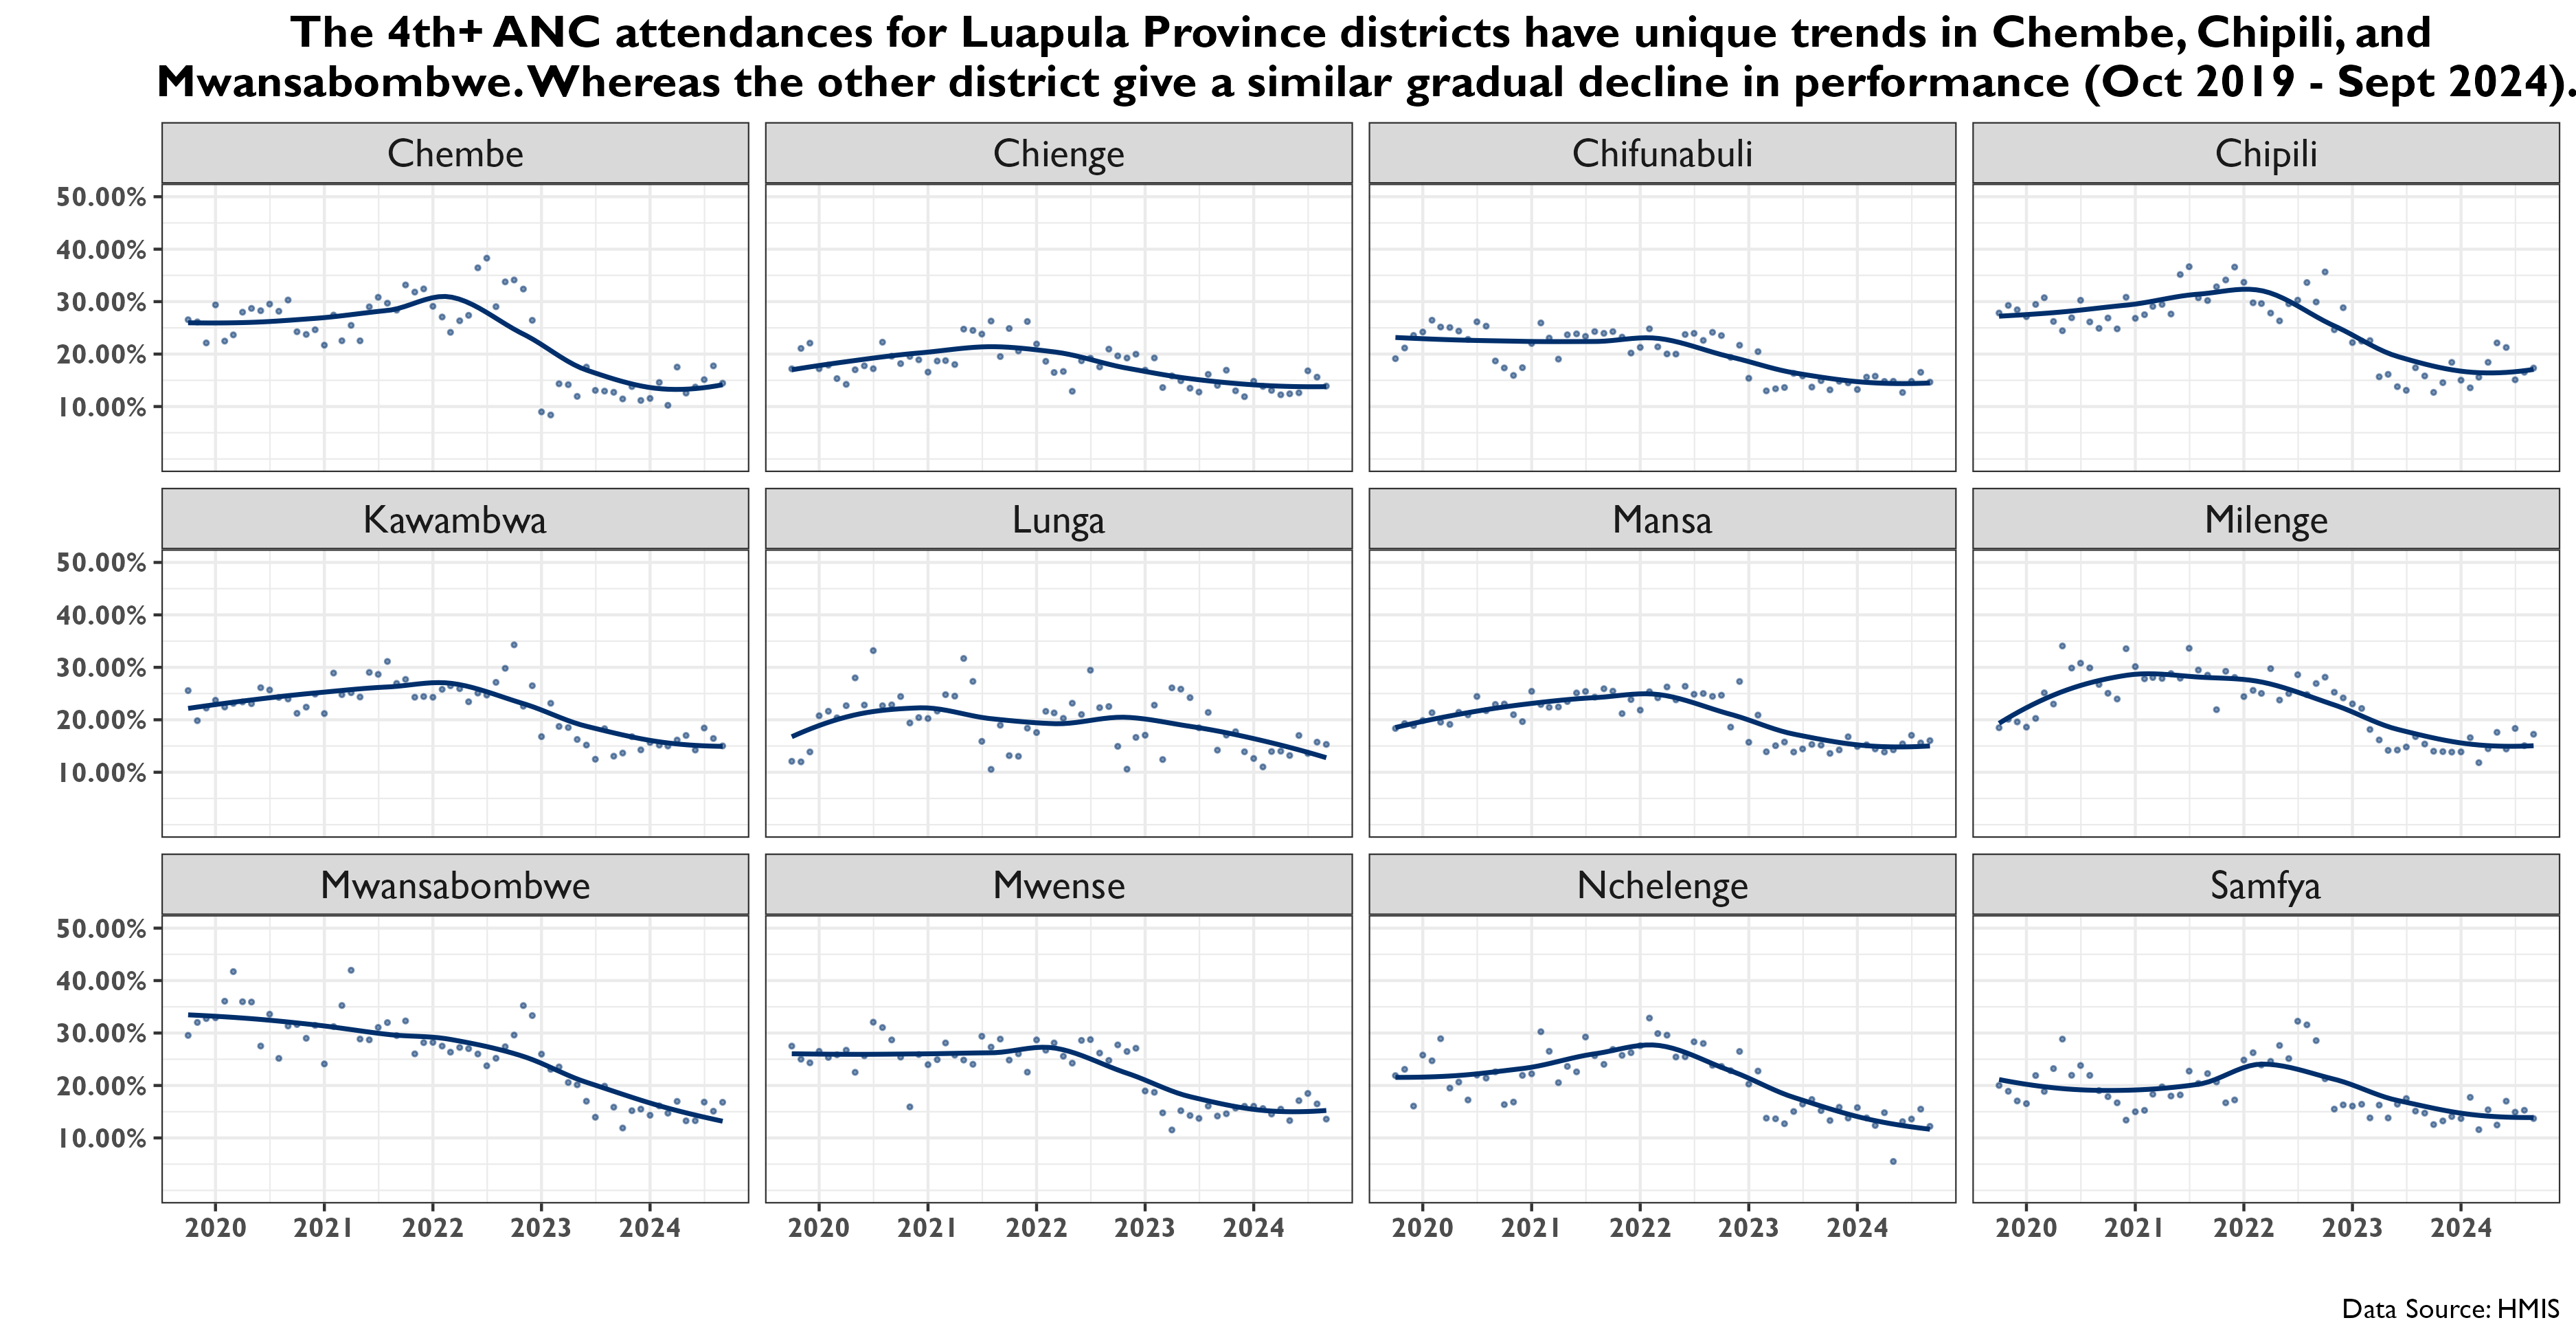 The 4th+ ANC attendances for Luapula Province districts have unique trends in Chembe, Chipili, and
Mwansabombwe. Whereas the other district give a similar gradual decline in performance (Oct 2019 - Sept 2024).
Chembe
Chienge
Chifunabuli
Chipili
50.00%
40.00%
30.00%
20.00%
10.00%
Kawambwa
Lunga
Mansa
Milenge
50.00%
40.00%
30.00%
20.00%
10.00%
Mwansabombwe
Mwense
Nchelenge
Samfya
50.00%
40.00%
30.00%
20.00%
10.00%
2020 2021 2022 2023 2024
2020 2021 2022 2023 2024
2020 2021 2022 2023 2024
2020 2021 2022 2023 2024
Data Source: HMIS